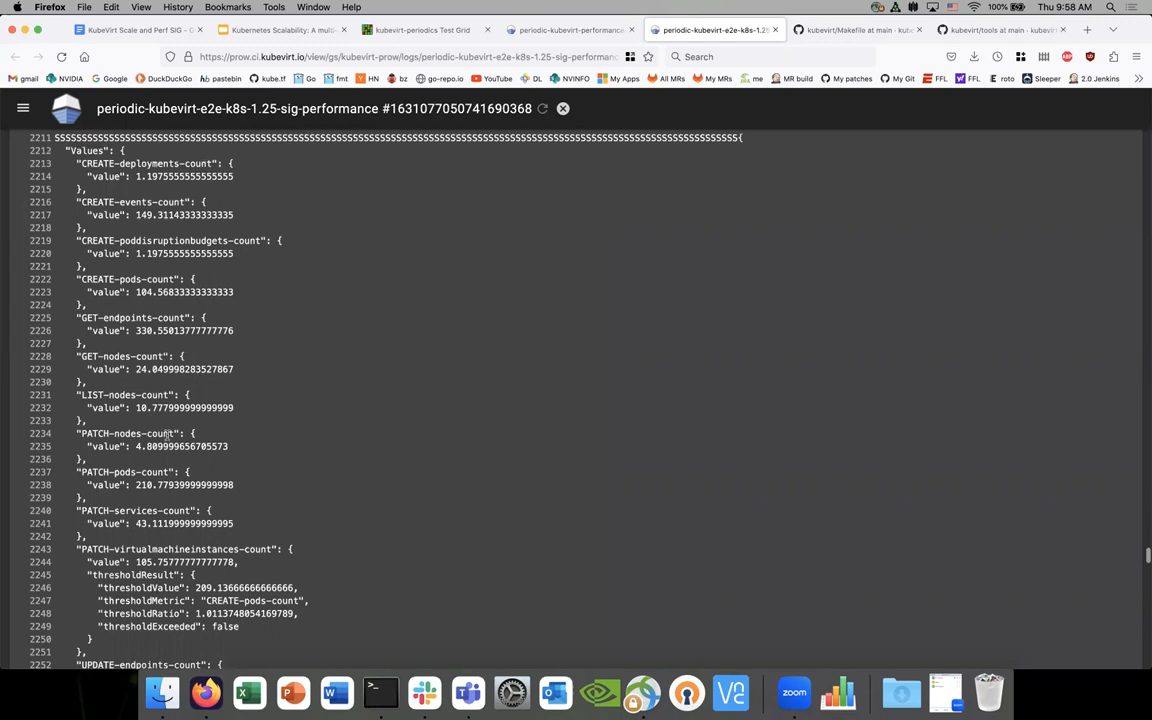 Firefox File Edit View History Bookmarks Tools Window Help 100% Thu 9:58 AM
KubeVirt Scale and Perf SIG - G Kubernetes Scalability: A multi- kubevirt-periodics Test Grid periodic-kubevirt-performance periodic-kubevirt-e2e-k8s-1.25 kubevirt/Makefile at main · kube kubevirt/tools at main · kubevir
https://prow.ci.kubevirt.io/view/gs/kubevirt-prow/logs/periodic-kubevirt-e2e-k8s-1.25-sig-performanc Search
gmail NVIDIA Google DuckDuckGo pastebin kube.tf Go HN kbb go-repo.io YouTube DL NVINFO My Apps All MRs me MR build My patches My Git FFL FFL roro Sleeper 2.0 Jenkins
periodic-kubevirt-e2e-k8s-1.25-sig-performance #1631077050741690368
2212 "Values": {
2213 "CREATE-deployments-count": {
2214 "value": 1.1975555555555555
2215 },
2216 "CREATE-events-count": {
2217 "value": 149.31143333333335
2218 },
2219 "CREATE-poddisruptionbudgets-count": {
2220 "value": 1.1975555555555555
2221 },
2222 "CREATE-pods-count": {
2223 "value": 104.56833333333333
2224 },
2225 "GET-endpoints-count": {
2226 "value": 330.55013777777776
2227 },
2228 "GET-nodes-count": {
2229 "value": 24.049998283527867
2230 },
2231 "LIST-nodes-count": {
2232 "value": 10.777999999999999
2233 },
2234 "PATCH-nodes-count": {
2235 "value": 4.809999656705573
2236 },
2237 "PATCH-pods-count": {
2238 "value": 210.77939999999998
2239 },
2240 "PATCH-services-count": {
2241 "value": 43.111999999999995
2242 },
2243 "PATCH-virtualmachineinstances-count": {
2244 "value": 105.75777777777778,
2245 "thresholdResult": {
2246 "thresholdValue": 209.13666666666666,
2247 "thresholdMetric": "CREATE-pods-count",
2248 "thresholdRatio": 1.0113748054169789,
2249 "thresholdExceeded": false
2250 }
2251 },
2252 "UPDATE-endpoints-count": {
zoom